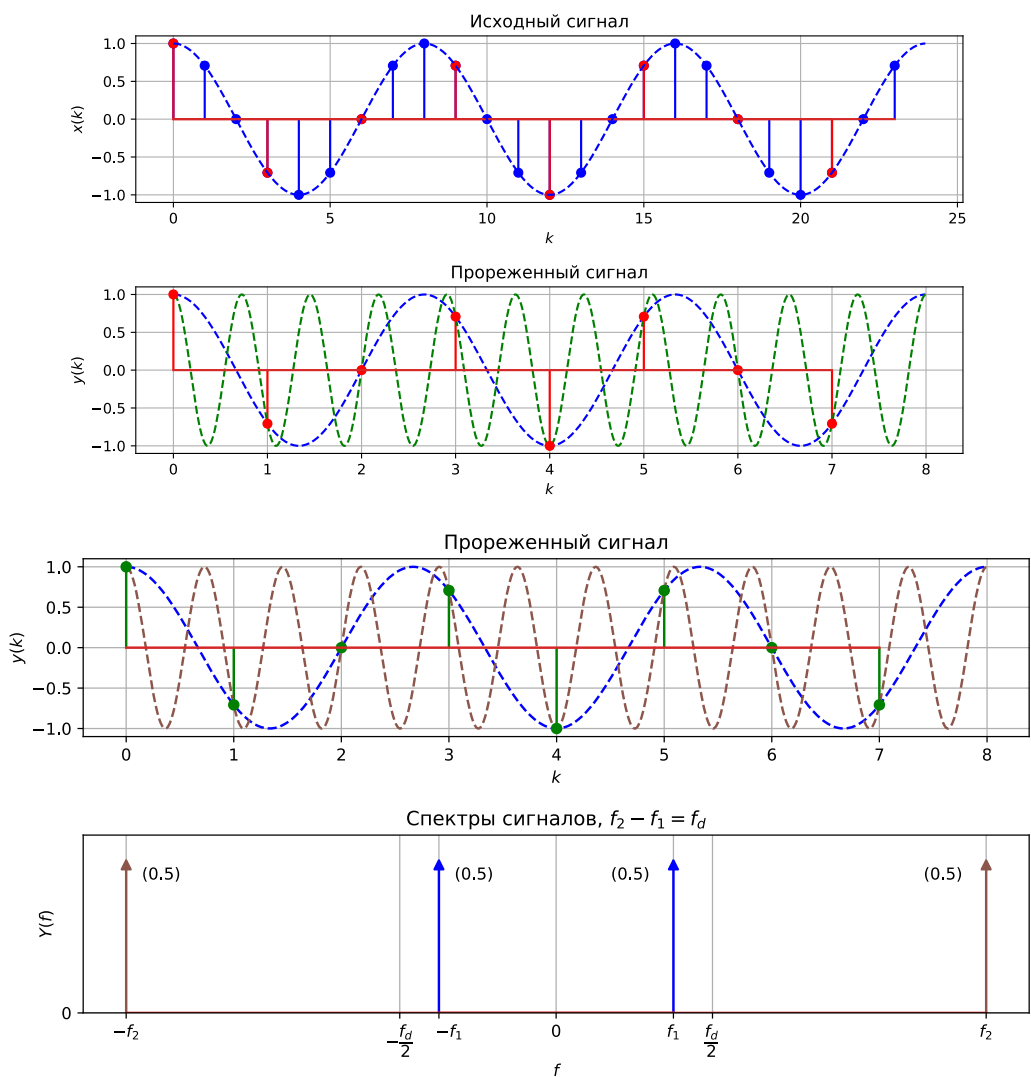 Исходный сигнал
1.0
0.5
0.0
−0.5
−1.0
x(k)
0 5 10 15 20 25
k
Прореженный сигнал
1.0
0.5
0.0
−0.5
−1.0
y(k)
0 1 2 3 4 5 6 7 8
k
Прореженный сигнал
1.0
0.5
0.0
−0.5
−1.0
y(k)
0 1 2 3 4 5 6 7 8
k
Спектры сигналов, f₂ − f₁ = f_d
(0.5) (0.5) (0.5) (0.5)
Y(f)
0
−f₂ −f_d/2 −f₁ 0 f₁ f_d/2 f₂
f